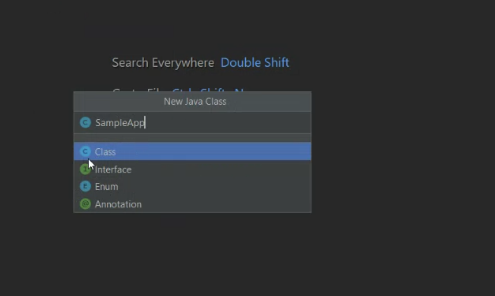 Search Everywhere Double Shift
New Java Class
SampleApp
Class
Interface
Enum
Annotation